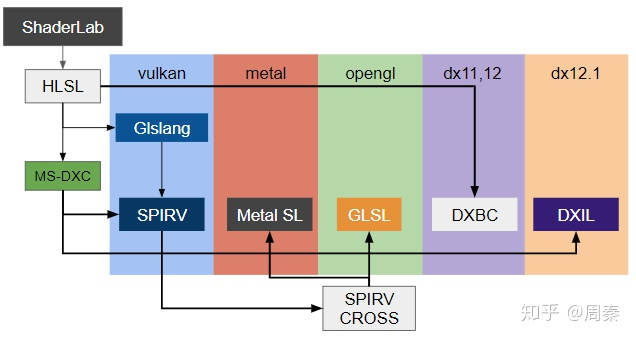 ShaderLab
vulkan
metal
opengl
dx11,12
dx12.1
HLSL
Glslang
MS-DXC
SPIRV
Metal SL
GLSL
DXBC
DXIL
SPIRV
CROSS
知乎 @周秦